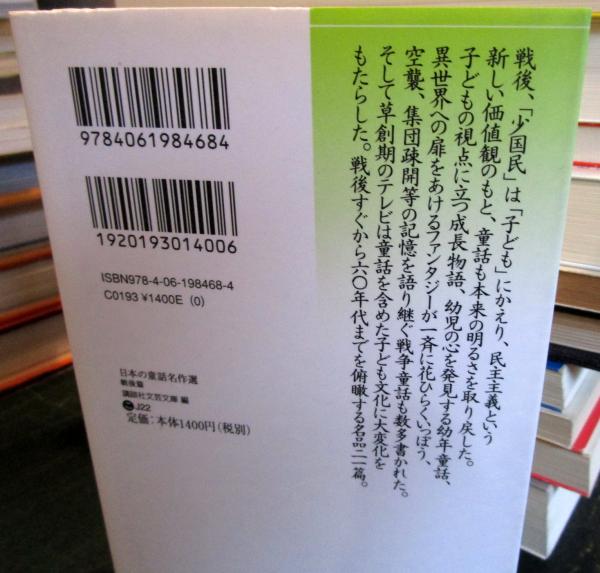 戦後、「少国民」は「子ども」にかえり、民主主義という
新しい価値観のもと、童話も本来の明るさを取り戻した。
子どもの視点に立つ成長物語、幼児の心を発見する幼年童話、
異世界への扉をあけるファンタジーが一斉に花ひらくいっぽう、
空襲、集団疎開等の記憶を語り継ぐ戦争童話も数多書かれた。
そして草創期のテレビは童話を含めた子ども文化に大変化を
もたらした。戦後すぐから六〇年代までを俯瞰する名品二一篇。
9784061984684
1920193014006
ISBN978-4-06-198468-4
C0193 ¥1400E (0)
日本の童話名作選
戦後篇
講談社文芸文庫 編
J22
定価:本体1400円(税別)